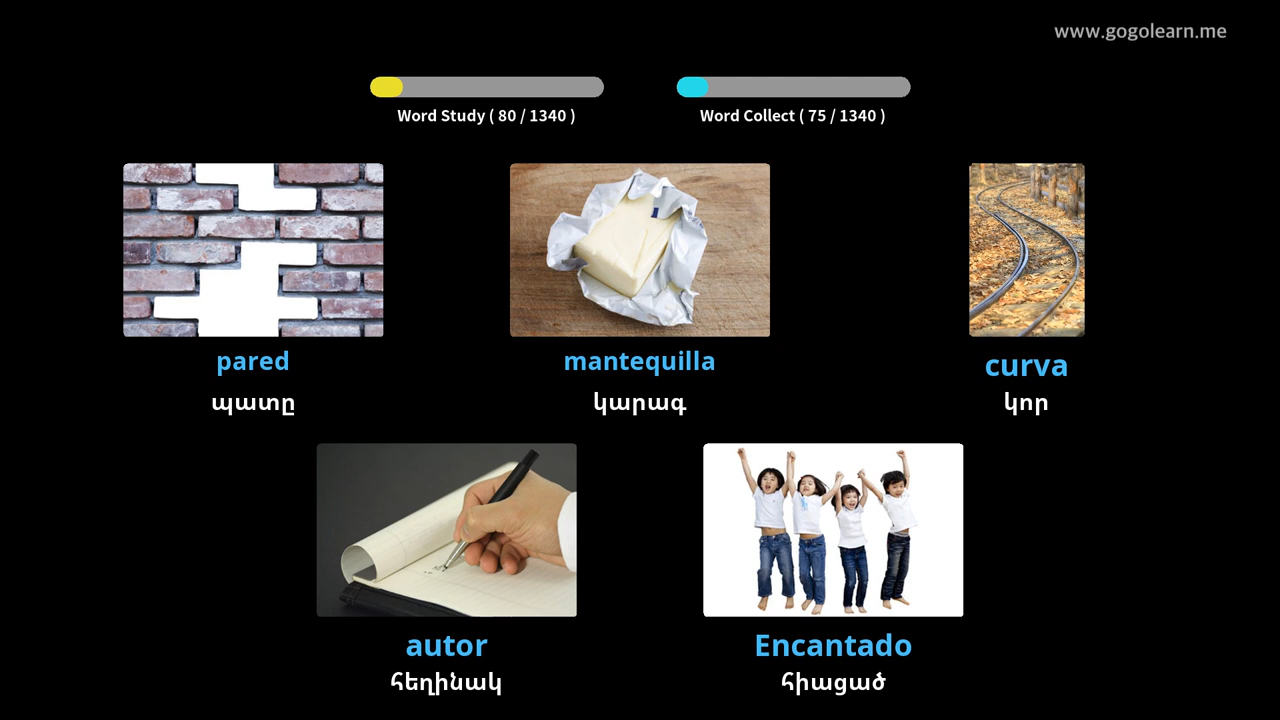 www.gogolearn.me
Word Study ( 80 / 1340 )
Word Collect ( 75 / 1340 )
pared
պատը
mantequilla
կարագ
curva
կոր
autor
հեղինակ
Encantado
հիացած